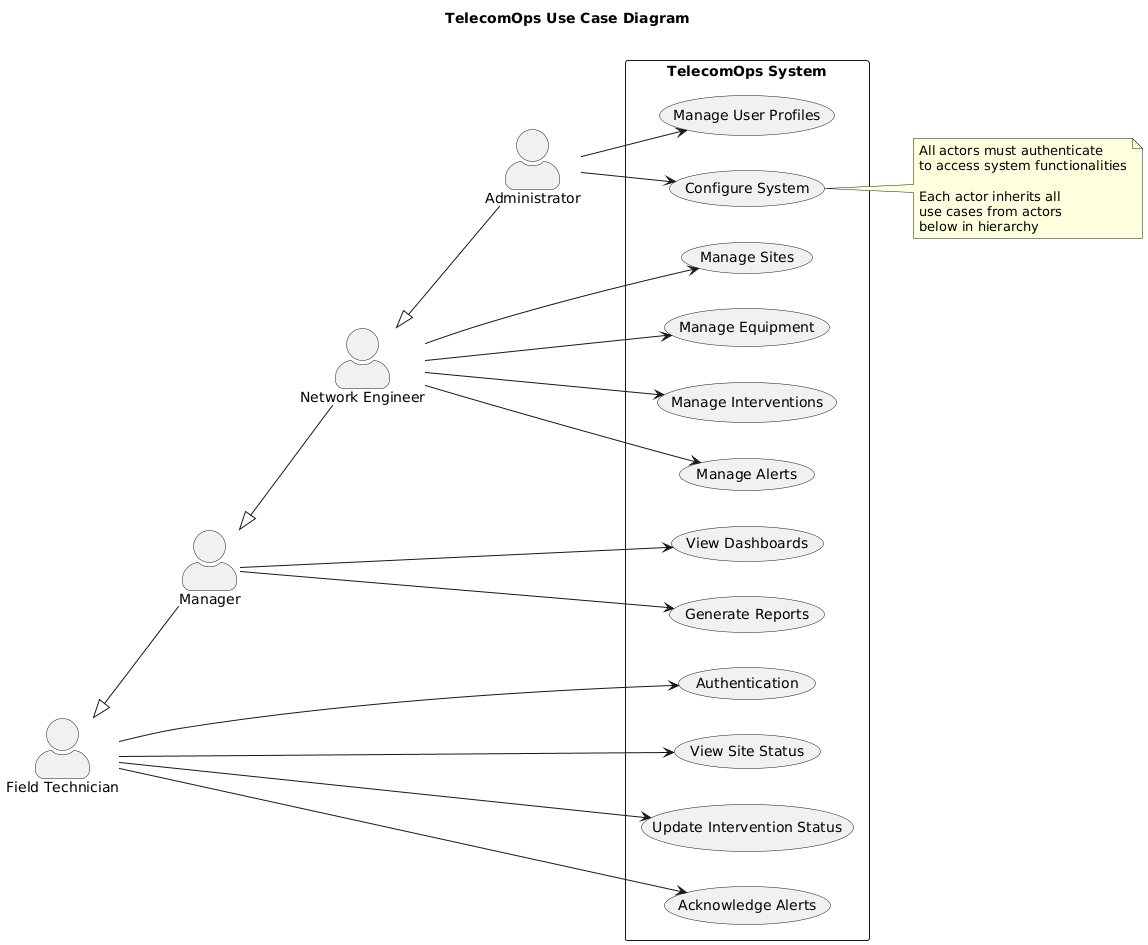 TelecomOps Use Case Diagram
TelecomOps System
Manage User Profiles
All actors must authenticate
to access system functionalities
Each actor inherits all
use cases from actors
below in hierarchy
Configure System
Administrator
Manage Sites
Manage Equipment
Network Engineer
Manage Interventions
Manage Alerts
View Dashboards
Manager
Generate Reports
Authentication
View Site Status
Field Technician
Update Intervention Status
Acknowledge Alerts